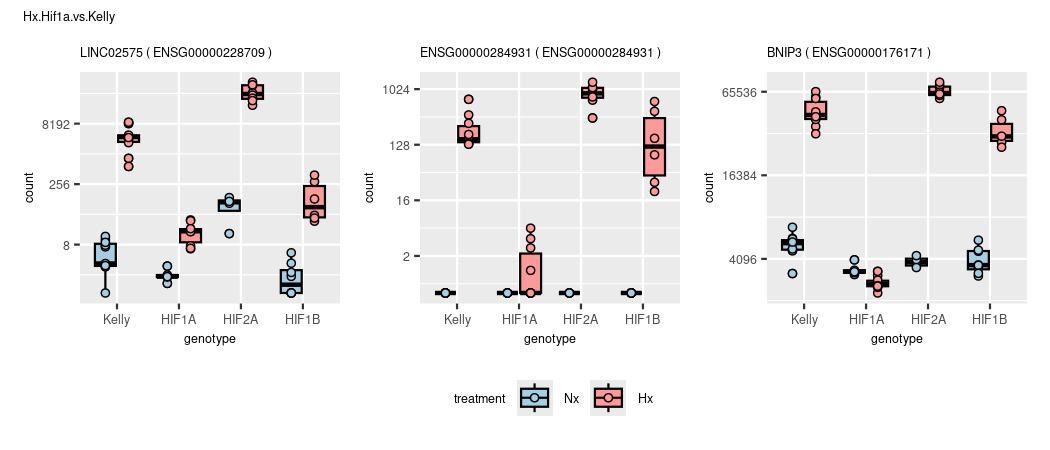 Hx.Hif1a.vs.Kelly
LINC02575 ( ENSG00000228709 )
8192
256
8
count
Kelly HIF1A HIF2A HIF1B
genotype
ENSG00000284931 ( ENSG00000284931 )
1024
128
16
2
count
Kelly HIF1A HIF2A HIF1B
genotype
BNIP3 ( ENSG00000176171 )
65536
16384
4096
count
Kelly HIF1A HIF2A HIF1B
genotype
treatment Nx Hx